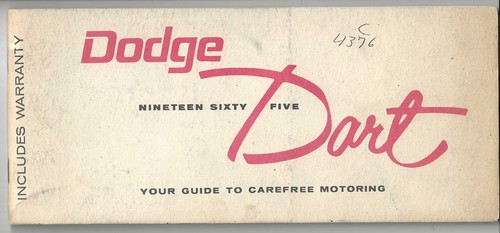 INCLUDES WARRANTY
Dodge
C
4376
NINETEEN SIXTY FIVE
Dart
YOUR GUIDE TO CAREFREE MOTORING